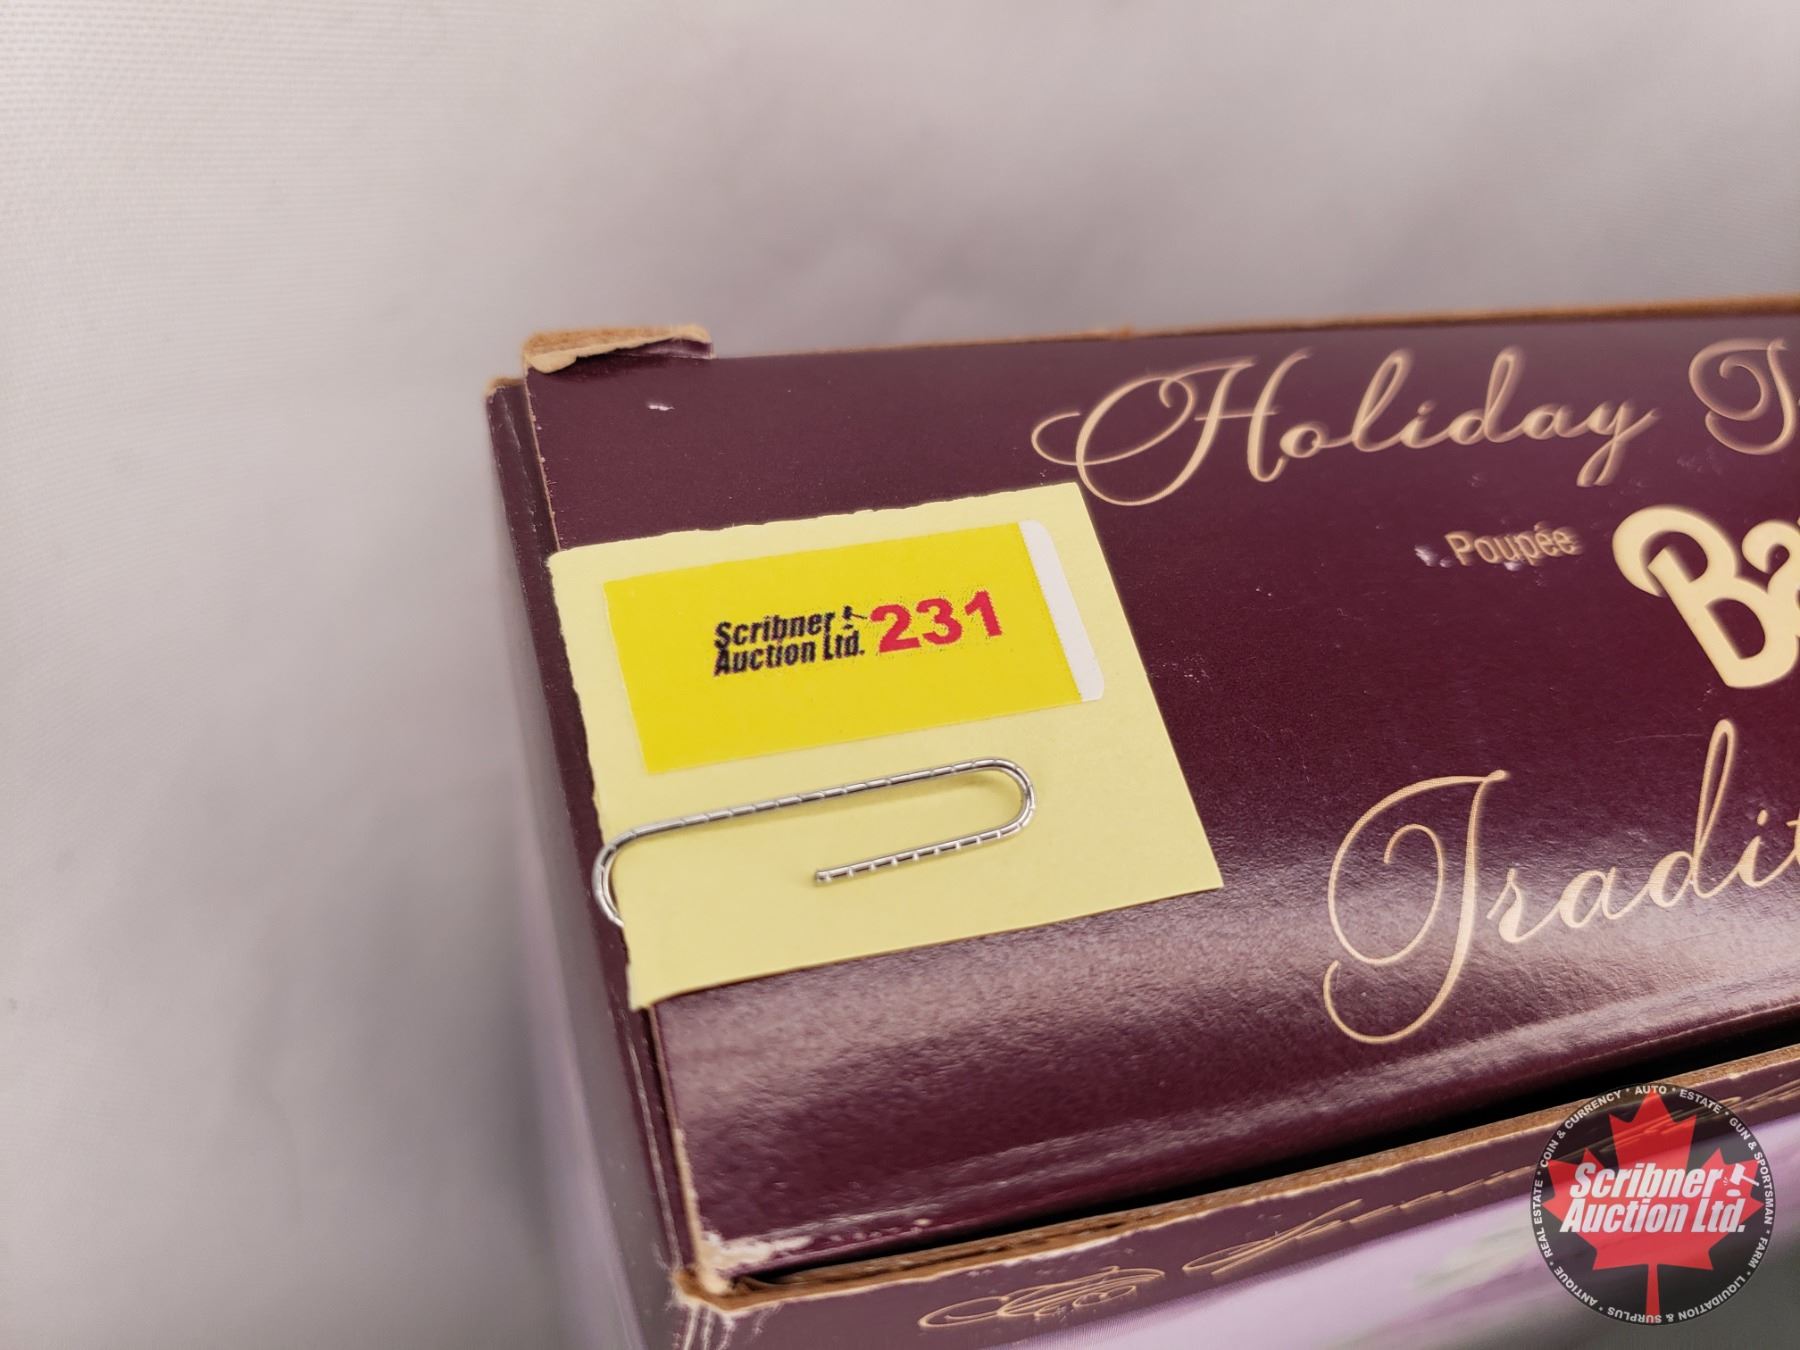 Holiday
Poupée
Scribner
Auction Ltd.
231
Scribner
Auction Ltd.
COIN & CURRENCY * AUTO * ESTATE * GUN & SPORTSMAN * FARM * LIQUIDATION & SURPLUS * ANTIQUE * REAL ESTATE *